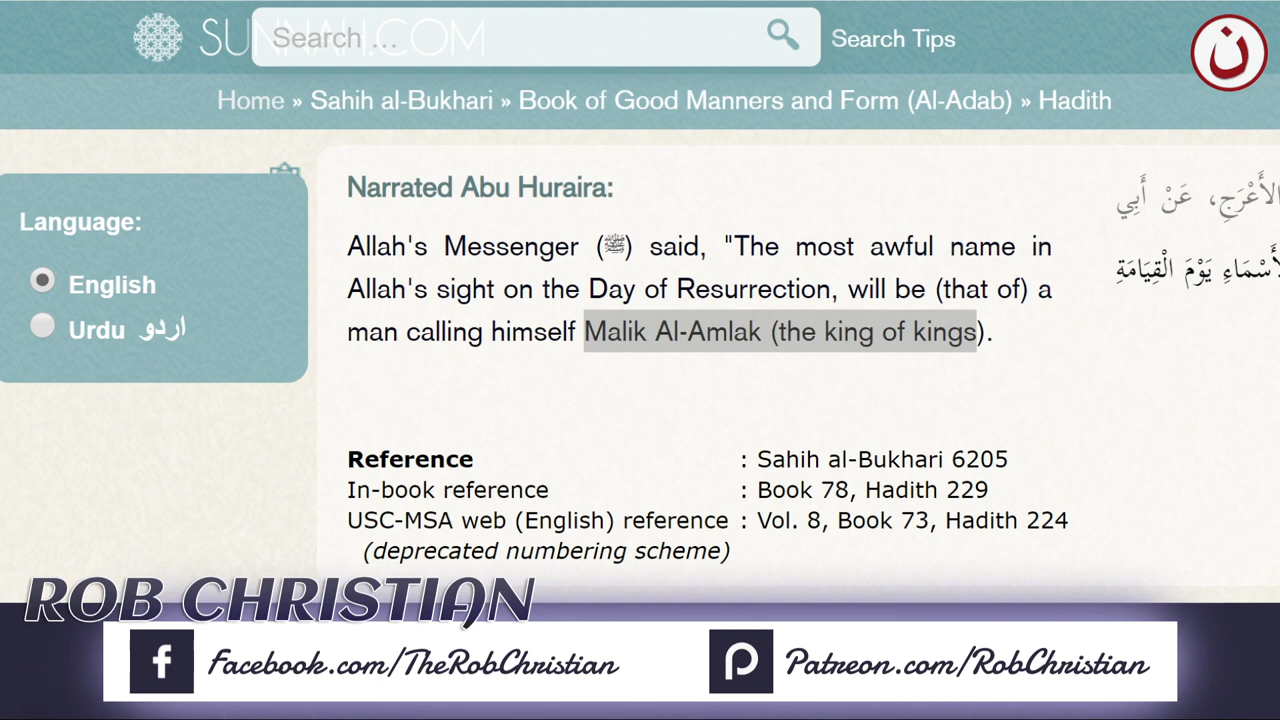 SUNNAH.COM
Search ...
Search Tips
ن
Home » Sahih al-Bukhari » Book of Good Manners and Form (Al-Adab) » Hadith
Language:
English
Urdu اردو
Narrated Abu Huraira:
Allah's Messenger (ﷺ) said, "The most awful name in
Allah's sight on the Day of Resurrection, will be (that of) a
man calling himself Malik Al-Amlak (the king of kings).
الأَعْرَجِ، عَنْ أَبِي
الأَسْمَاءِ يَوْمَ الْقِيَامَةِ
Reference : Sahih al-Bukhari 6205
In-book reference : Book 78, Hadith 229
USC-MSA web (English) reference : Vol. 8, Book 73, Hadith 224
(deprecated numbering scheme)
ROB CHRISTIAN
Facebook.com/TheRobChristian
Patreon.com/RobChristian